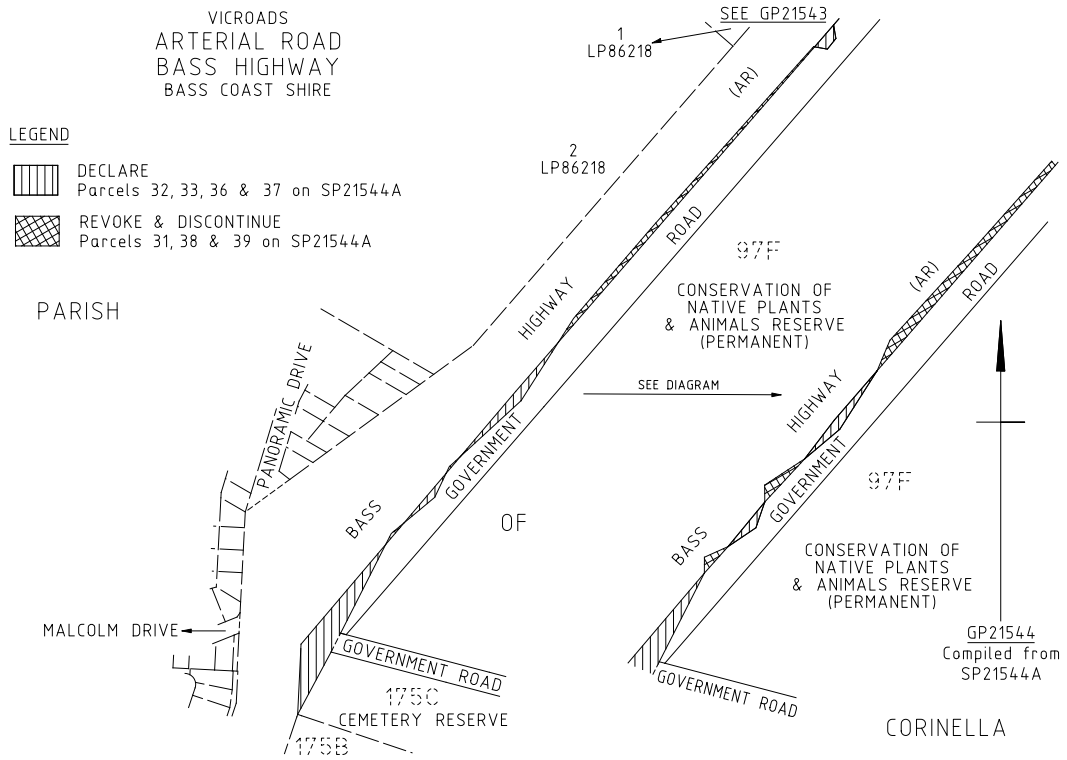 VICROADS
ARTERIAL ROAD
BASS HIGHWAY
BASS COAST SHIRE
SEE GP21543
1
LP86218
(AR)
LEGEND
DECLARE
Parcels 32, 33, 36 & 37 on SP21544A
REVOKE & DISCONTINUE
Parcels 31, 38 & 39 on SP21544A
2
LP86218
ROAD
97F
(AR)
ROAD
PARISH
HIGHWAY
CONSERVATION OF
NATIVE PLANTS
& ANIMALS RESERVE
(PERMANENT)
PANORAMIC DRIVE
SEE DIAGRAM
HIGHWAY
GOVERNMENT
GOVERNMENT
97F
BASS
OF
BASS
CONSERVATION OF
NATIVE PLANTS
& ANIMALS RESERVE
(PERMANENT)
MALCOLM DRIVE
GP21544
Compiled from
SP21544A
GOVERNMENT ROAD
GOVERNMENT ROAD
175C
CEMETERY RESERVE
175B
CORINELLA